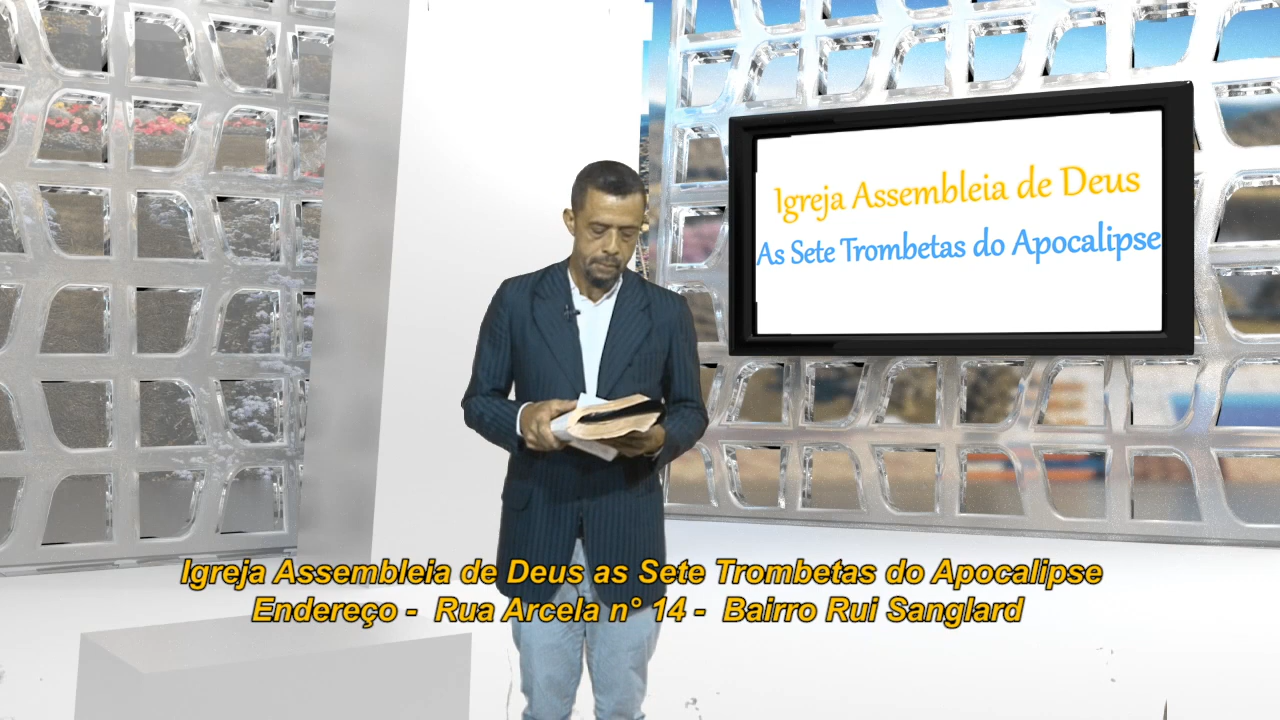 Igreja Assembleia de Deus
As Sete Trombetas do Apocalipse
Igreja Assembleia de Deus as Sete Trombetas do Apocalipse
Endereço - Rua Arcela n° 14 - Bairro Rui Sanglard